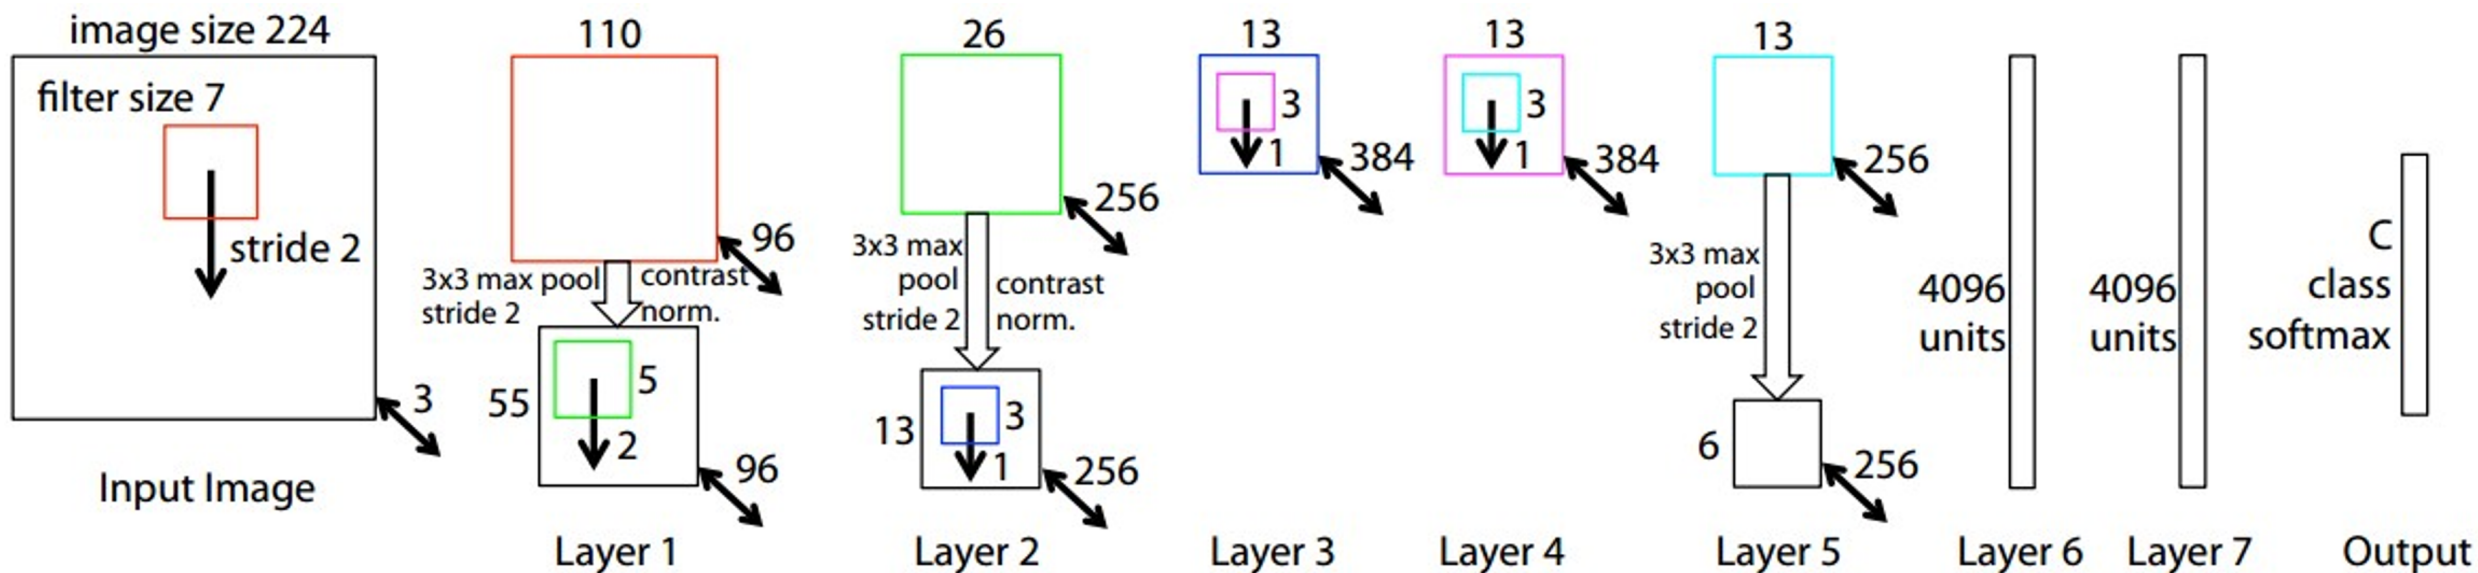 image size 224
filter size 7
stride 2
3
Input Image
110
96
3x3 max pool
stride 2
contrast
norm.
55
5
2
96
Layer 1
26
256
3x3 max
pool
stride 2
contrast
norm.
13
3
1
256
Layer 2
13
3
1
384
Layer 3
13
3
1
384
Layer 4
13
256
3x3 max
pool
stride 2
6
256
Layer 5
4096
units
Layer 6
4096
units
Layer 7
C
class
softmax
Output